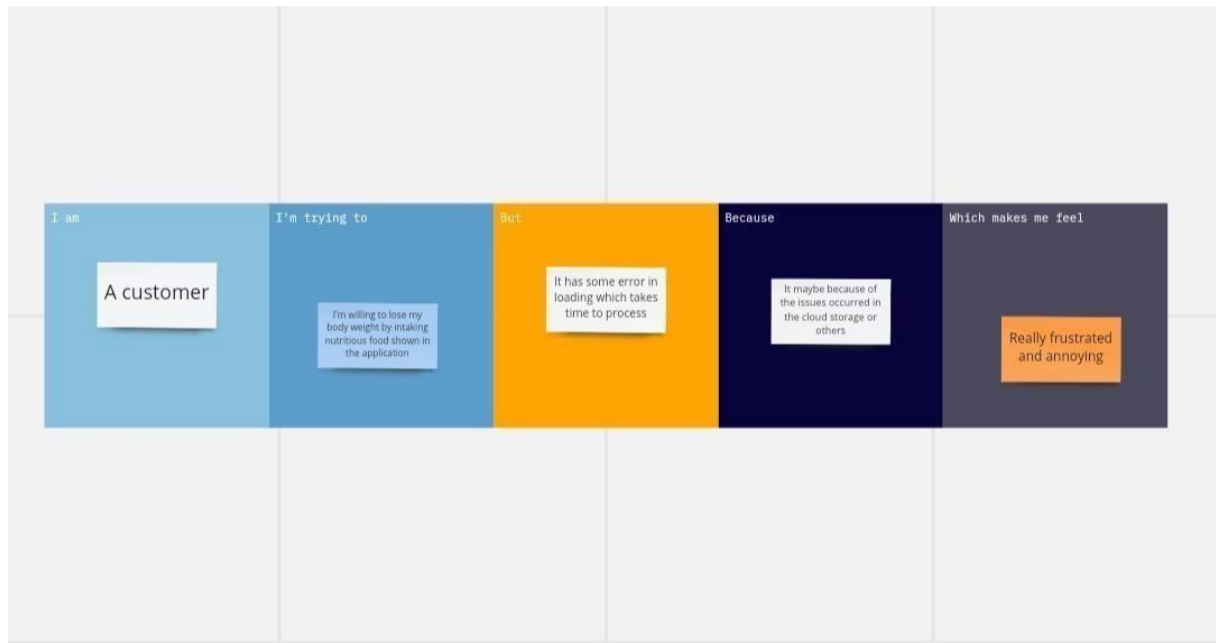 I am
A customer
I'm trying to
I'm willing to lose my
body weight by intaking
nutritious food shown in
the application
But
It has some error in
loading which takes
time to process
Because
It maybe because of
the issues occurred in
the cloud storage or
others
Which makes me feel
Really frustrated
and annoying